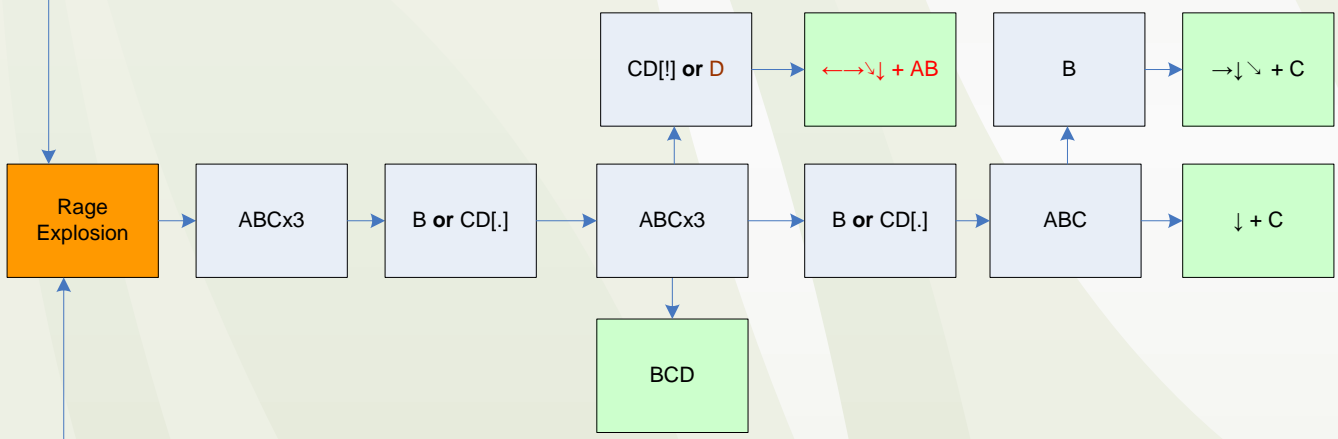 CD[!] or D
←→↘↓ + AB
B
→↓↘ + C
Rage
Explosion
ABCx3
B or CD[.]
ABCx3
B or CD[.]
ABC
↓ + C
BCD